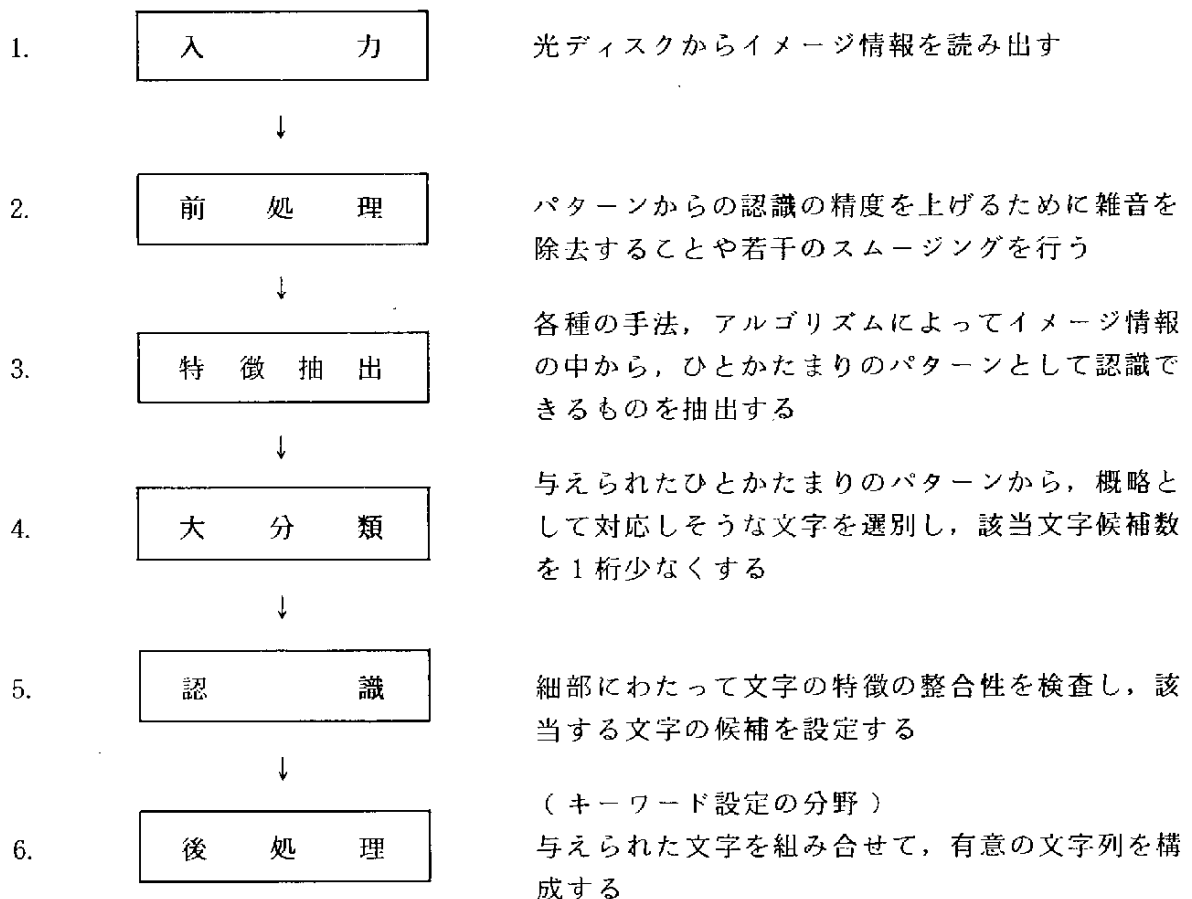 1. 入力 光ディスクからイメージ情報を読み出す
↓
2. 前処理 パターンからの認識の精度を上げるために雑音を
除去することや若干のスムージングを行う
↓
各種の手法，アルゴリズムによってイメージ情報
3. 特徴抽出 の中から，ひとかたまりのパターンとして認識で
きるものを抽出する
↓
与えられたひとかたまりのパターンから，概略と
4. 大分類 して対応しそうな文字を選別し，該当文字候補数
を1桁少なくする
↓
5. 認識 細部にわたって文字の特徴の整合性を検査し，該
当する文字の候補を設定する
↓
（キーワード設定の分野）
6. 後処理 与えられた文字を組み合せて，有意の文字列を構
成する